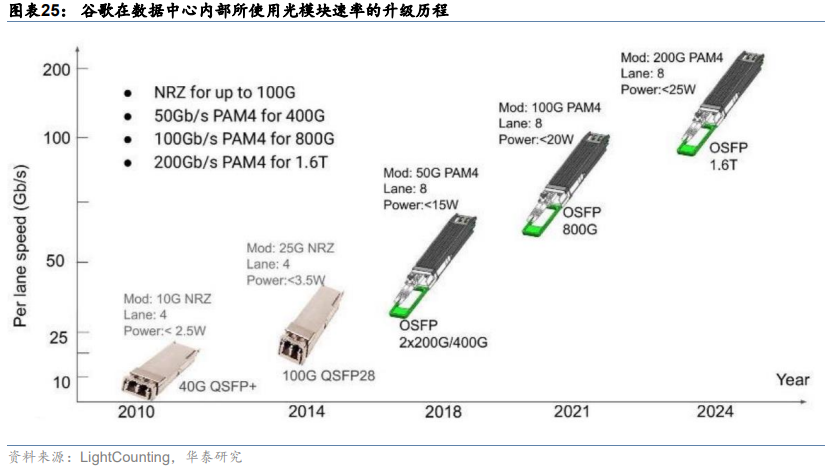 图表25： 谷歌在数据中心内部所使用光模块速率的升级历程
Per lane speed (Gb/s)
200
100
50
25
10
NRZ for up to 100G
50Gb/s PAM4 for 400G
100Gb/s PAM4 for 800G
200Gb/s PAM4 for 1.6T
Mod: 10G NRZ
Lane: 4
Power:< 2.5W
40G QSFP+
Mod: 25G NRZ
Lane: 4
Power:<3.5W
100G QSFP28
Mod: 50G PAM4
Lane: 8
Power:<15W
OSFP
2x200G/400G
Mod: 100G PAM4
Lane: 8
Power:<20W
OSFP
800G
Mod: 200G PAM4
Lane: 8
Power:<25W
OSFP
1.6T
Year
2010
2014
2018
2021
2024
资料来源：LightCounting，华泰研究